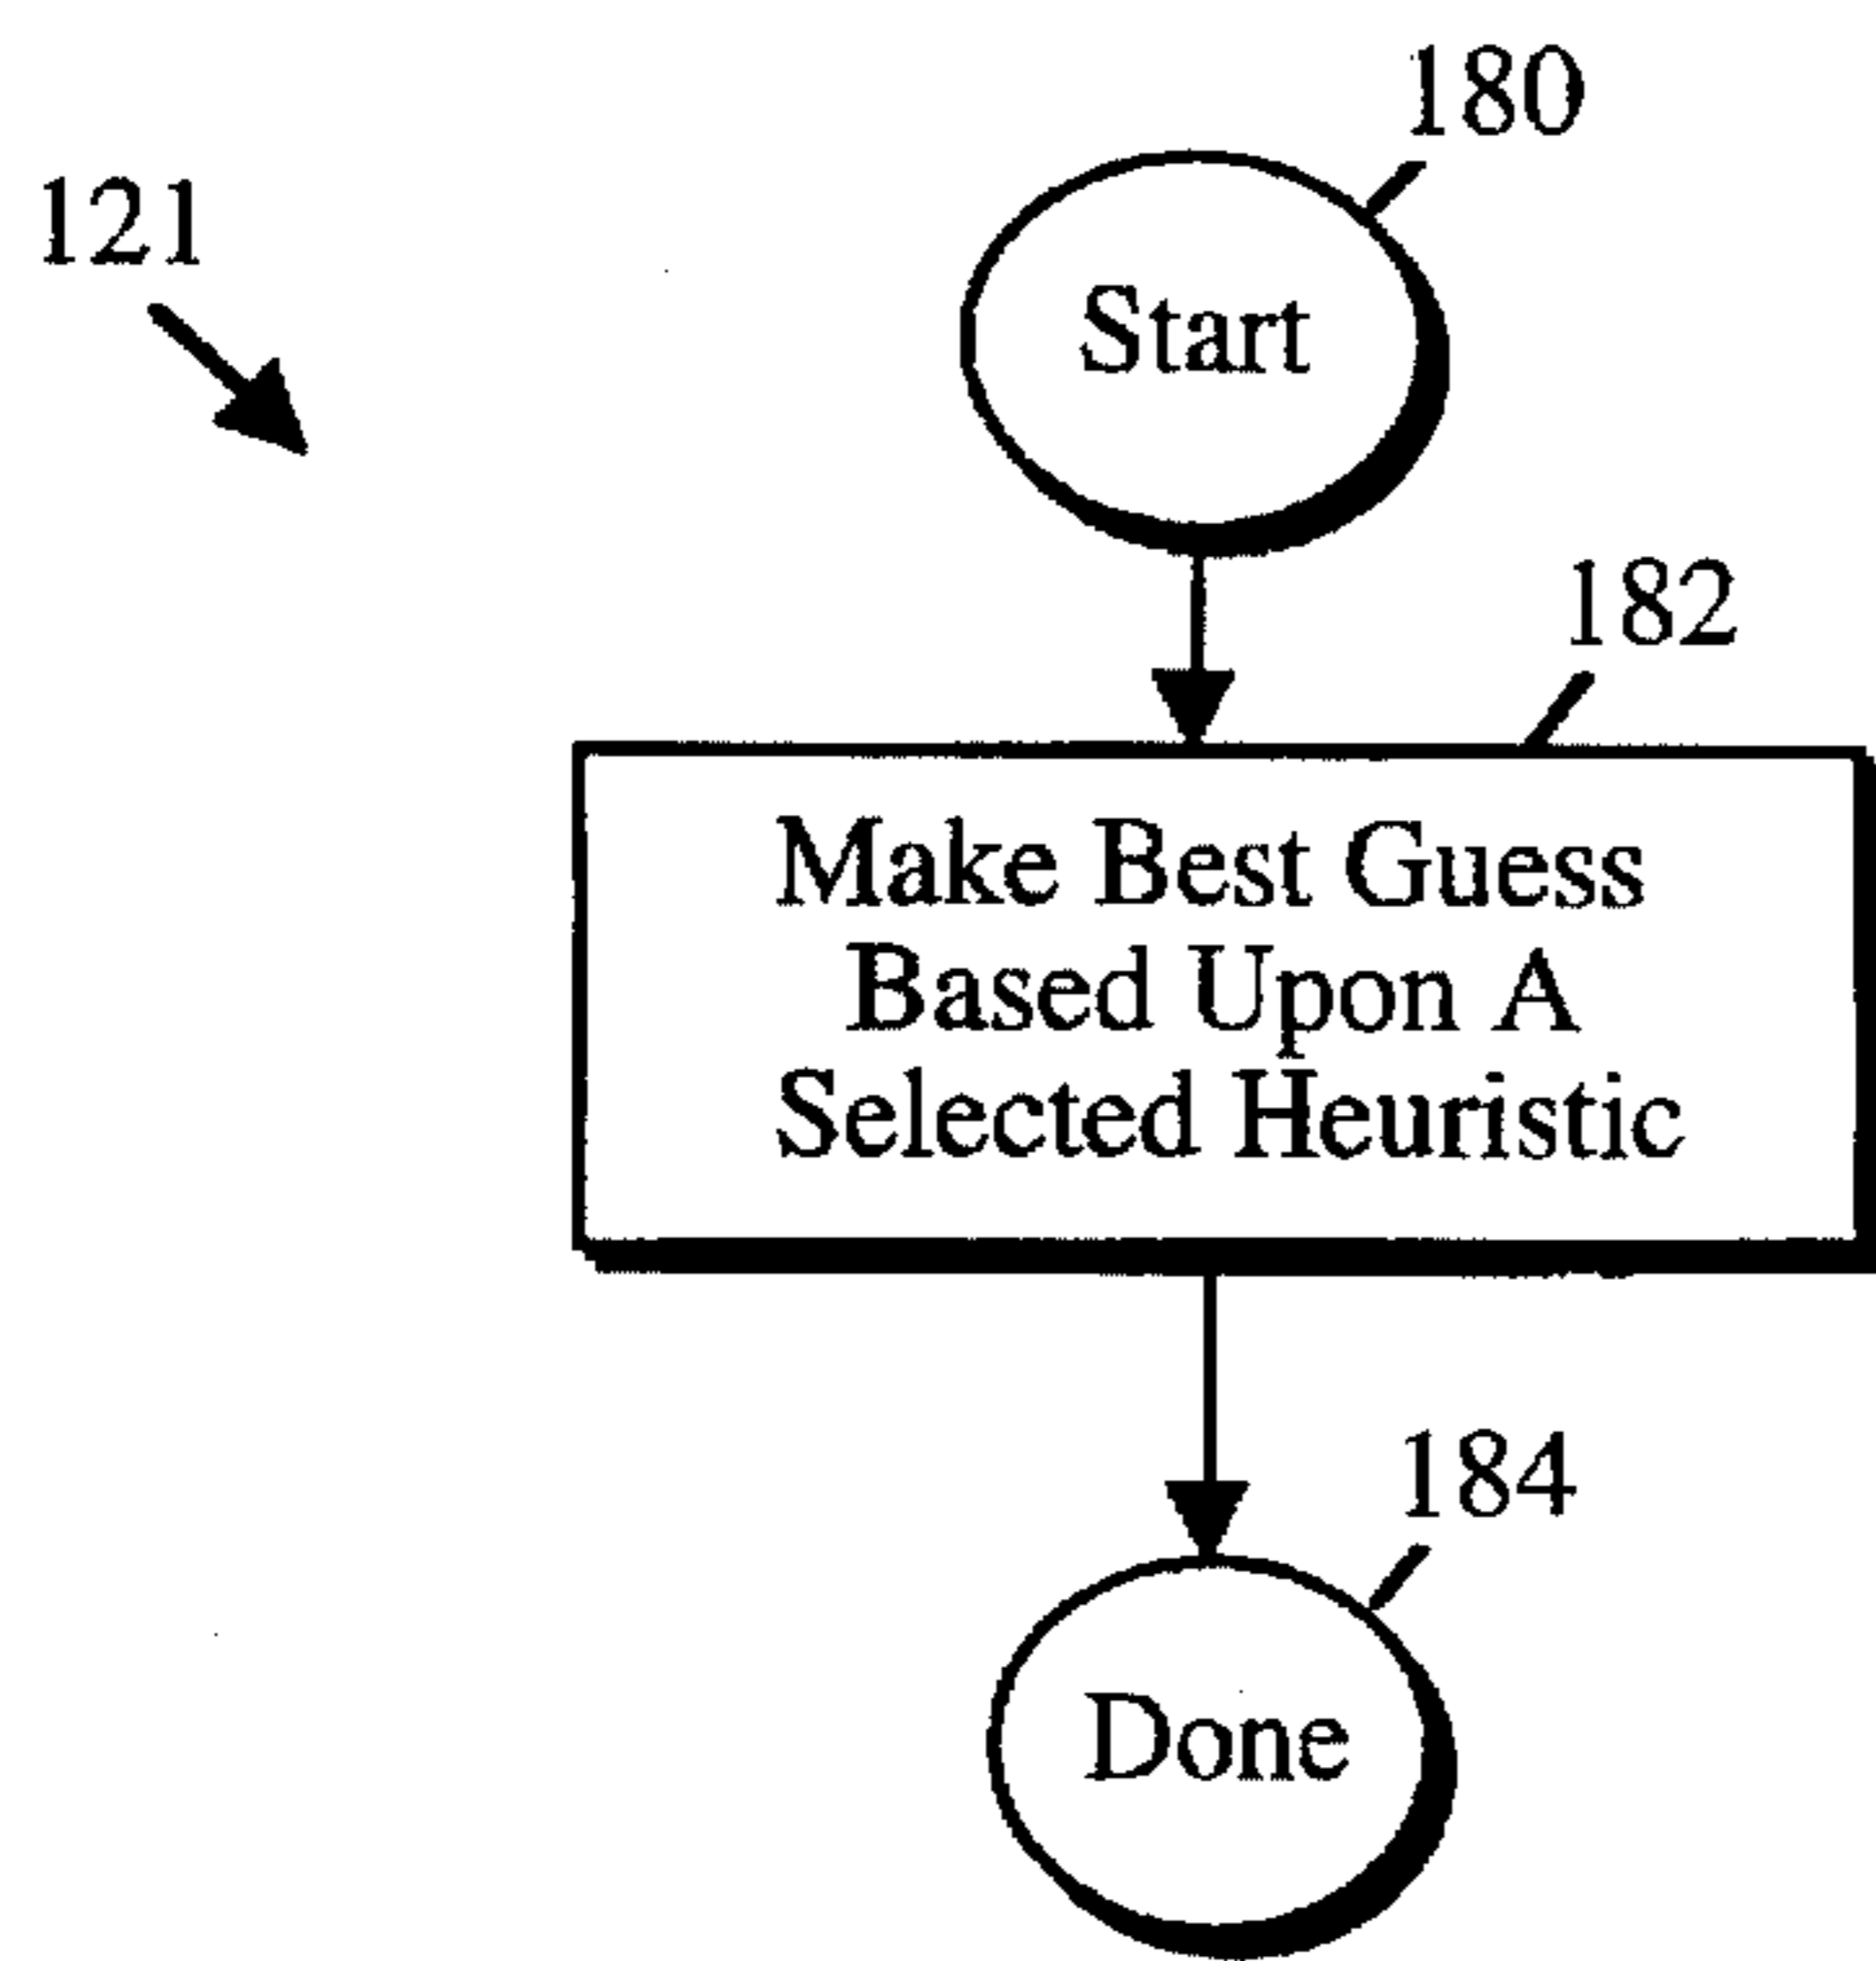 180
121
Start
182
Make Best Guess
Based Upon A
Selected Heuristic
184
Done